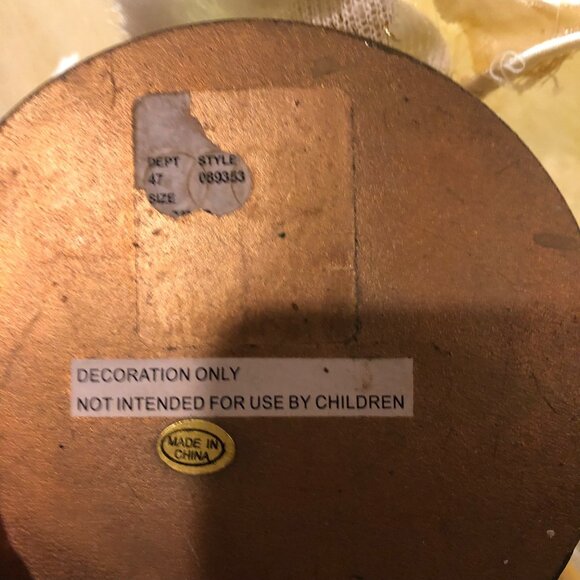 DEPT STYLE
47 089353
SIZE
DECORATION ONLY
NOT INTENDED FOR USE BY CHILDREN
MADE IN
CHINA